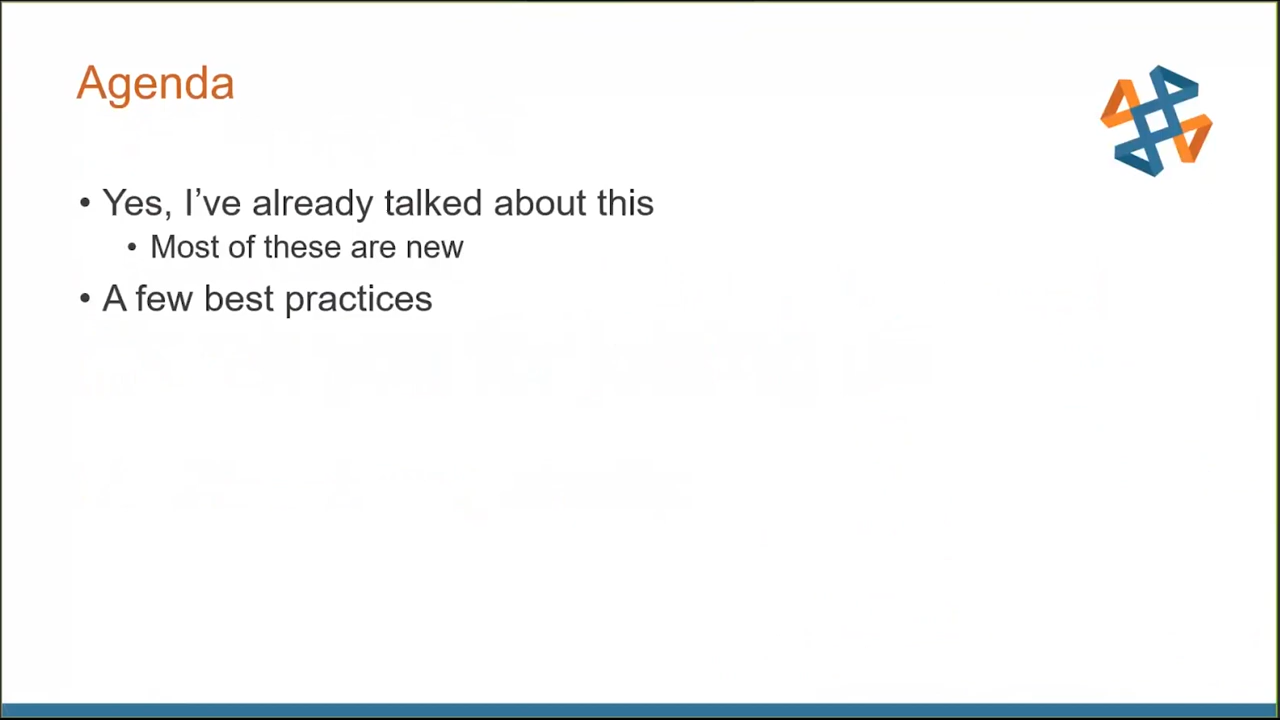 Agenda
• Yes, I’ve already talked about this
• Most of these are new
• A few best practices